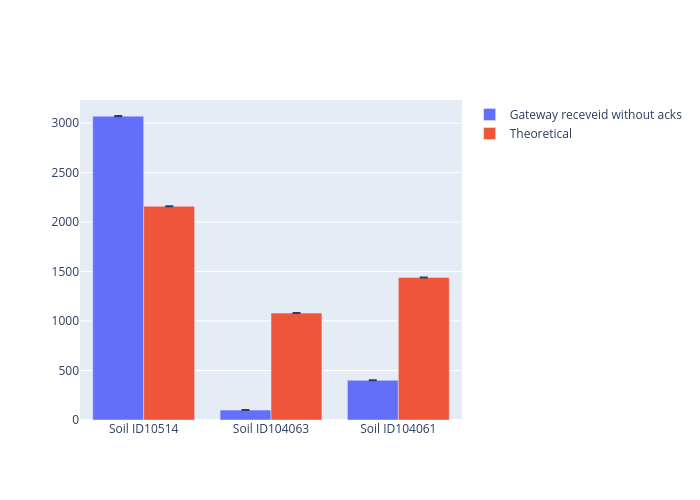 Gateway receveid without acks
Theoretical
3000
2500
2000
1500
1000
500
0
Soil ID10514
Soil ID104063
Soil ID104061